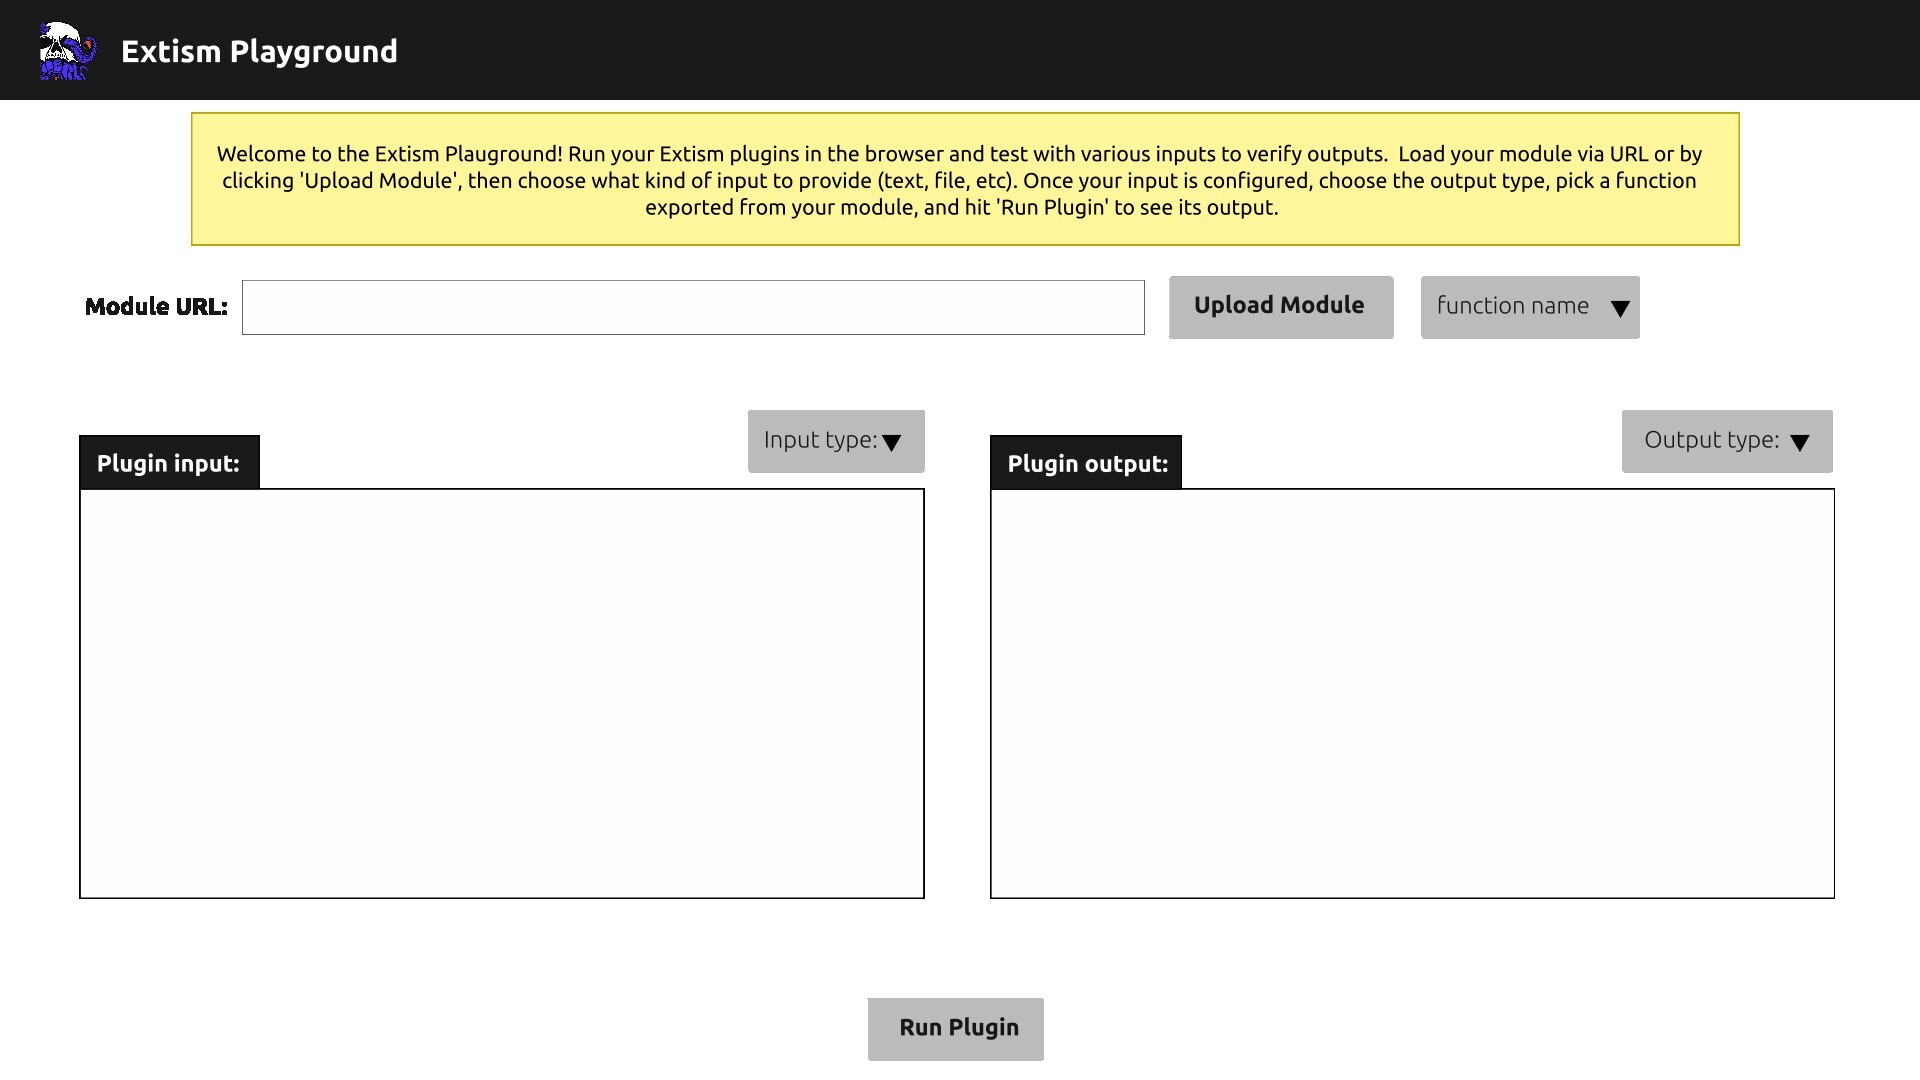 Extism Playground
Welcome to the Extism Plauground! Run your Extism plugins in the browser and test with various inputs to verify outputs.  Load your module via URL or by
clicking 'Upload Module', then choose what kind of input to provide (text, file, etc). Once your input is configured, choose the output type, pick a function
exported from your module, and hit 'Run Plugin' to see its output.
Module URL:
Upload Module
function name
Plugin input:
Input type:
Plugin output:
Output type:
Run Plugin